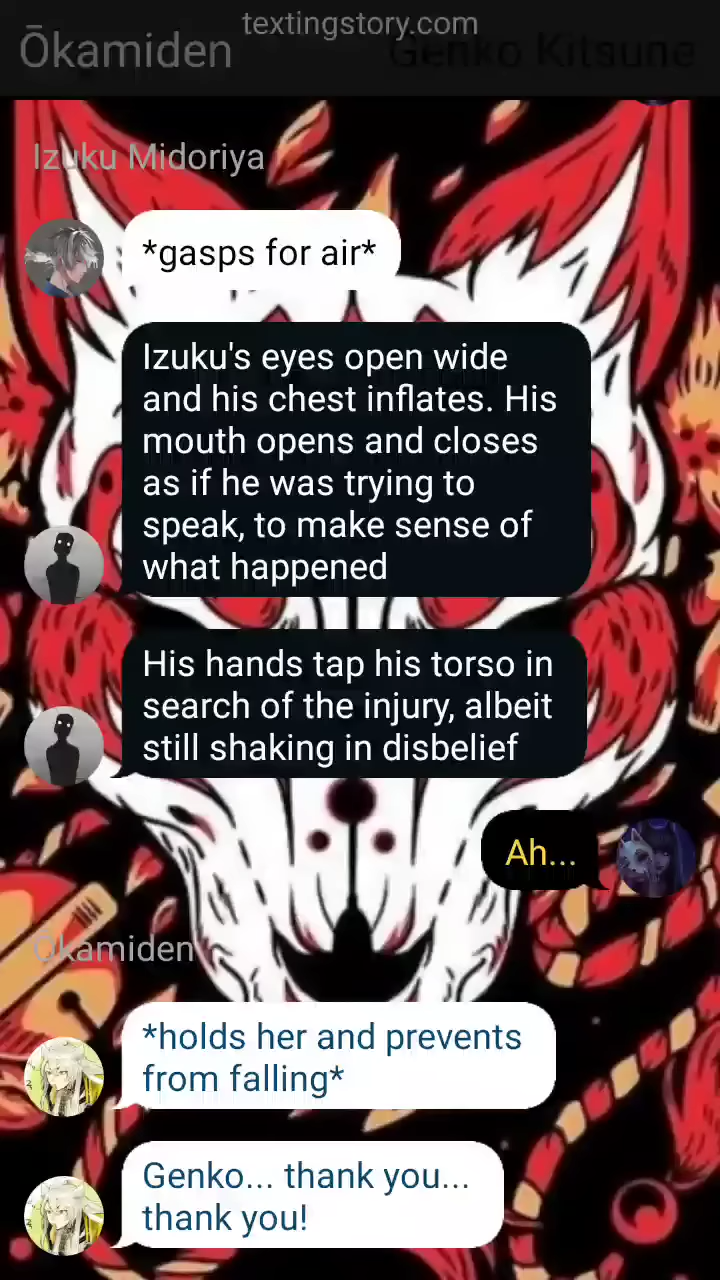 textingstory.com
Ōkamiden
Genko Kitsune
Izuku Midoriya
*gasps for air*
Izuku's eyes open wide
and his chest inflates. His
mouth opens and closes
as if he was trying to
speak, to make sense of
what happened
His hands tap his torso in
search of the injury, albeit
still shaking in disbelief
Ah...
Ōkamiden
*holds her and prevents
from falling*
Genko... thank you...
thank you!